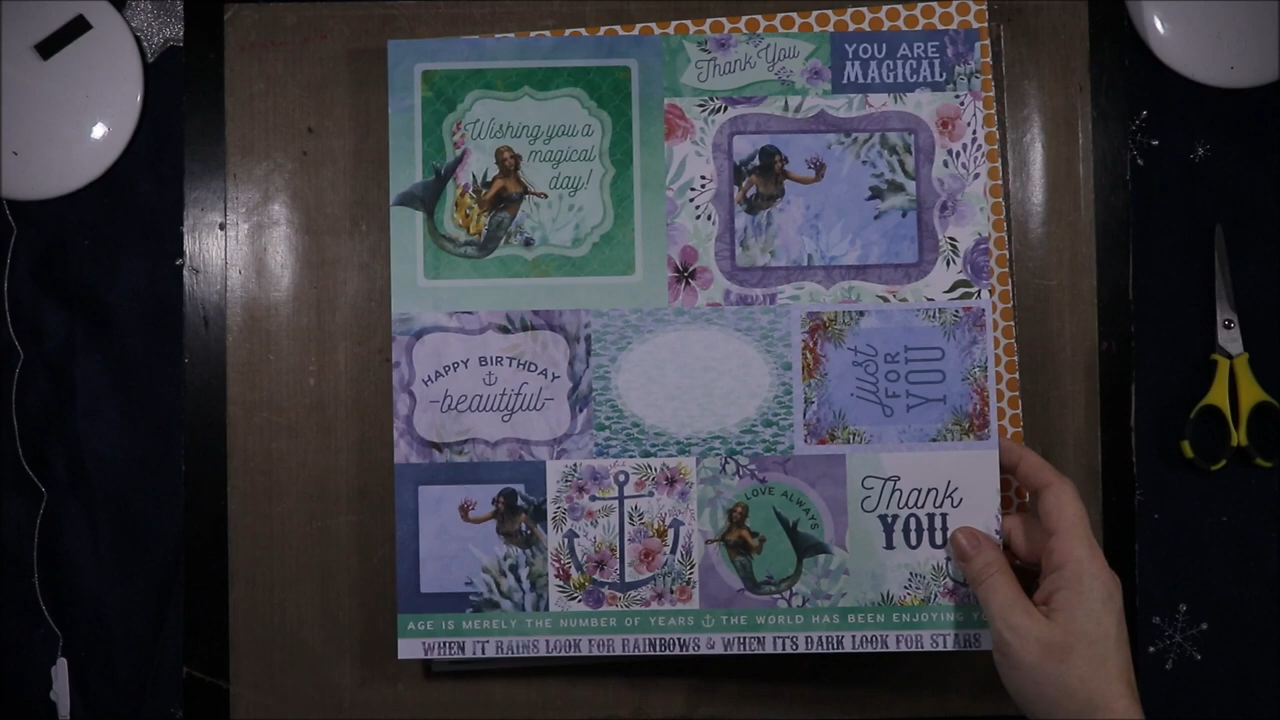 Thank You
YOU ARE
MAGICAL
Wishing you a
magical
day!
HAPPY BIRTHDAY
-beautiful-
just
FOR
YOU
LOVE ALWAYS
Thank
YOU
AGE IS MERELY THE NUMBER OF YEARS THE WORLD HAS BEEN ENJOYING
WHEN IT RAINS LOOK FOR RAINBOWS & WHEN ITS DARK LOOK FOR STARS